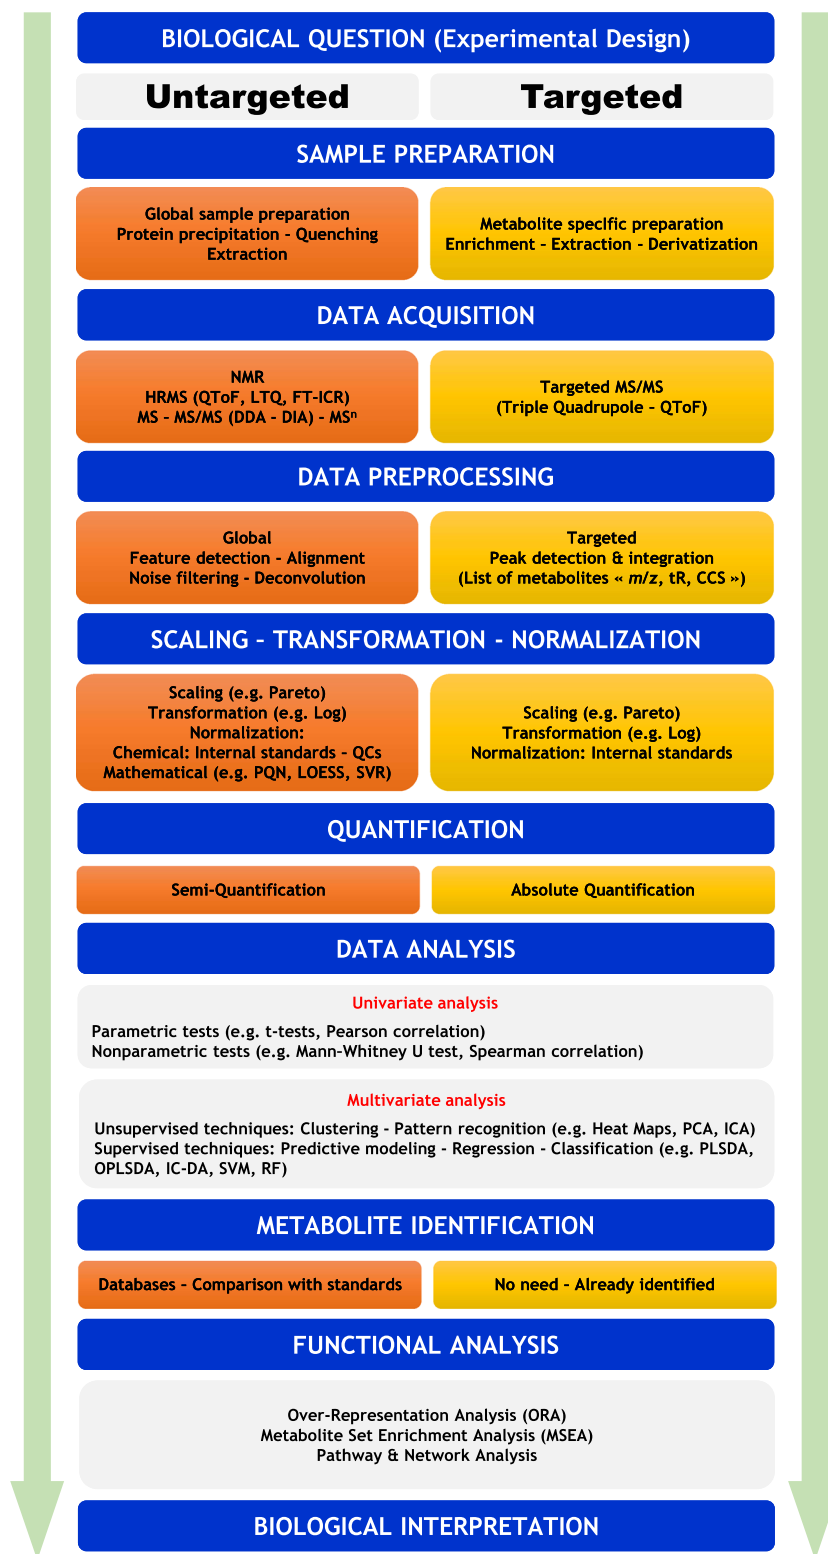 BIOLOGICAL QUESTION (Experimental Design)
Untargeted
Targeted
SAMPLE PREPARATION
Global sample preparation
Protein precipitation – Quenching
Extraction
Metabolite specIfic preparation
Enrichment – Extraction – Derivatization
DATA ACQUISITION
NMR
HRMS (QToF, LTQ, FT-ICR)
MS – MS/MS (DDA – DIA) – MSⁿ
Targeted MS/MS
(Triple Quadrupole – QToF)
DATA PREPROCESSING
Global
Feature detection – Alignment
Noise filtering – Deconvolution
Targeted
Peak detection & integration
(List of metabolites « m/z, tR, CCS »)
SCALING – TRANSFORMATION - NORMALIZATION
Scaling (e.g. Pareto)
Transformation (e.g. Log)
Normalization:
Chemical: Internal standards – QCs
Mathematical (e.g. PQN, LOESS, SVR)
Scaling (e.g. Pareto)
Transformation (e.g. Log)
Normalization: Internal standards
QUANTIFICATION
Semi-Quantification
Absolute Quantification
DATA ANALYSIS
Univariate analysis
Parametric tests (e.g. t-tests, Pearson correlation)
Nonparametric tests (e.g. Mann–Whitney U test, Spearman correlation)
Multivariate analysis
Unsupervised techniques: Clustering - Pattern recognition (e.g. Heat Maps, PCA, ICA)
Supervised techniques: Predictive modeling - Regression - Classification (e.g. PLSDA,
OPLSDA, IC-DA, SVM, RF)
METABOLITE IDENTIFICATION
Databases – Comparison with standards
No need – Already identified
FUNCTIONAL ANALYSIS
Over-Representation Analysis (ORA)
Metabolite Set Enrichment Analysis (MSEA)
Pathway & Network Analysis
BIOLOGICAL INTERPRETATION